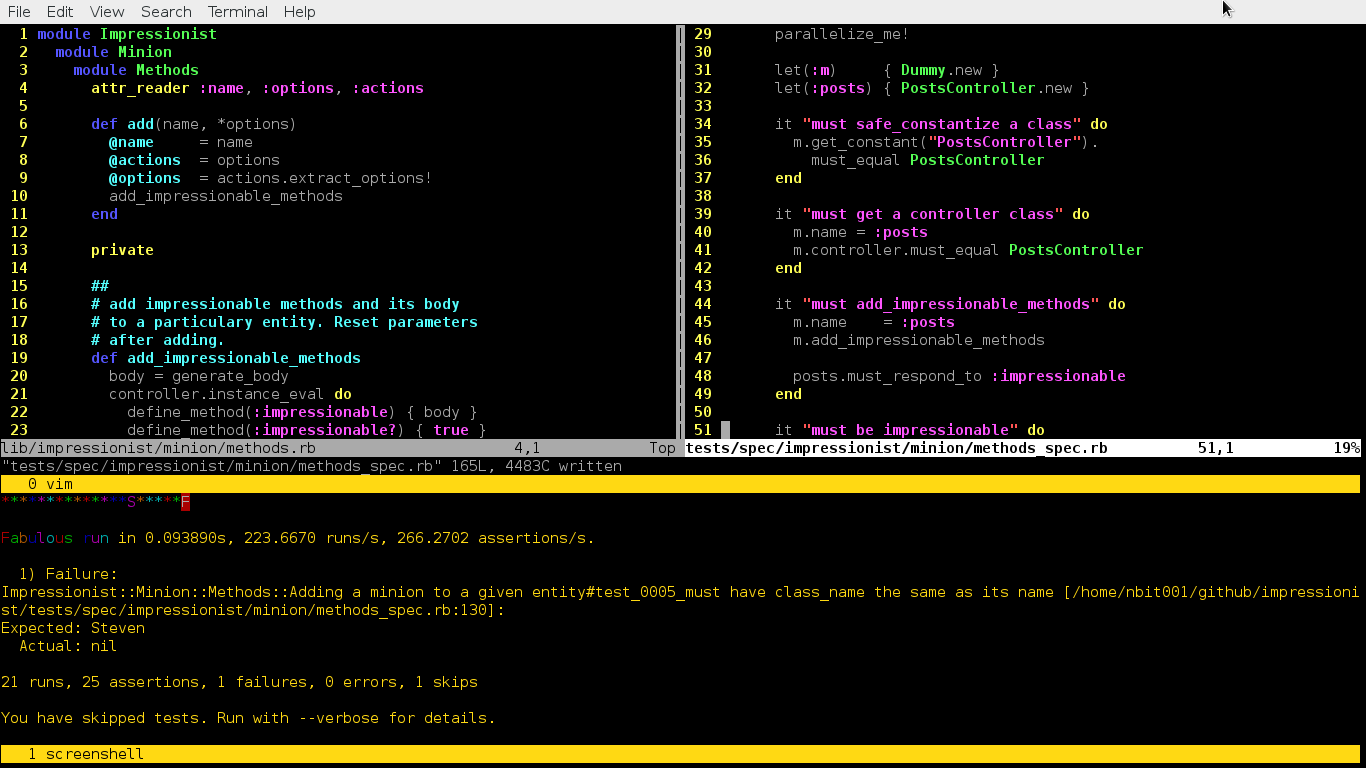 File Edit View Search Terminal Help
1 module Impressionist
2   module Minion
3     module Methods
4       attr_reader :name, :options, :actions
5
6       def add(name, *options)
7         @name     = name
8         @actions  = options
9         @options  = actions.extract_options!
10         add_impressionable_methods
11       end
12
13       private
14
15       ##
16       # add impressionable methods and its body
17       # to a particulary entity. Reset parameters
18       # after adding.
19       def add_impressionable_methods
20         body = generate_body
21         controller.instance_eval do
22           define_method(:impressionable) { body }
23           define_method(:impressionable?) { true }
lib/impressionist/minion/methods.rb 4,1 Top
29       parallelize_me!
30
31       let(:m)     { Dummy.new }
32       let(:posts) { PostsController.new }
33
34       it "must safe_constantize a class" do
35         m.get_constant("PostsController").
36           must_equal PostsController
37       end
38
39       it "must get a controller class" do
40         m.name = :posts
41         m.controller.must_equal PostsController
42       end
43
44       it "must add_impressionable_methods" do
45         m.name    = :posts
46         m.add_impressionable_methods
47
48         posts.must_respond_to :impressionable
49       end
50
51       it "must be impressionable" do
tests/spec/impressionist/minion/methods_spec.rb 51,1 19%
"tests/spec/impressionist/minion/methods_spec.rb" 165L, 4483C written
0 vim
**************S*****F
Fabulous run in 0.093890s, 223.6670 runs/s, 266.2702 assertions/s.
1) Failure:
Impressionist::Minion::Methods::Adding a minion to a given entity#test_0005_must have class_name the same as its name [/home/nbit001/github/impressioni
st/tests/spec/impressionist/minion/methods_spec.rb:130]:
Expected: Steven
Actual: nil
21 runs, 25 assertions, 1 failures, 0 errors, 1 skips
You have skipped tests. Run with --verbose for details.
1 screenshell